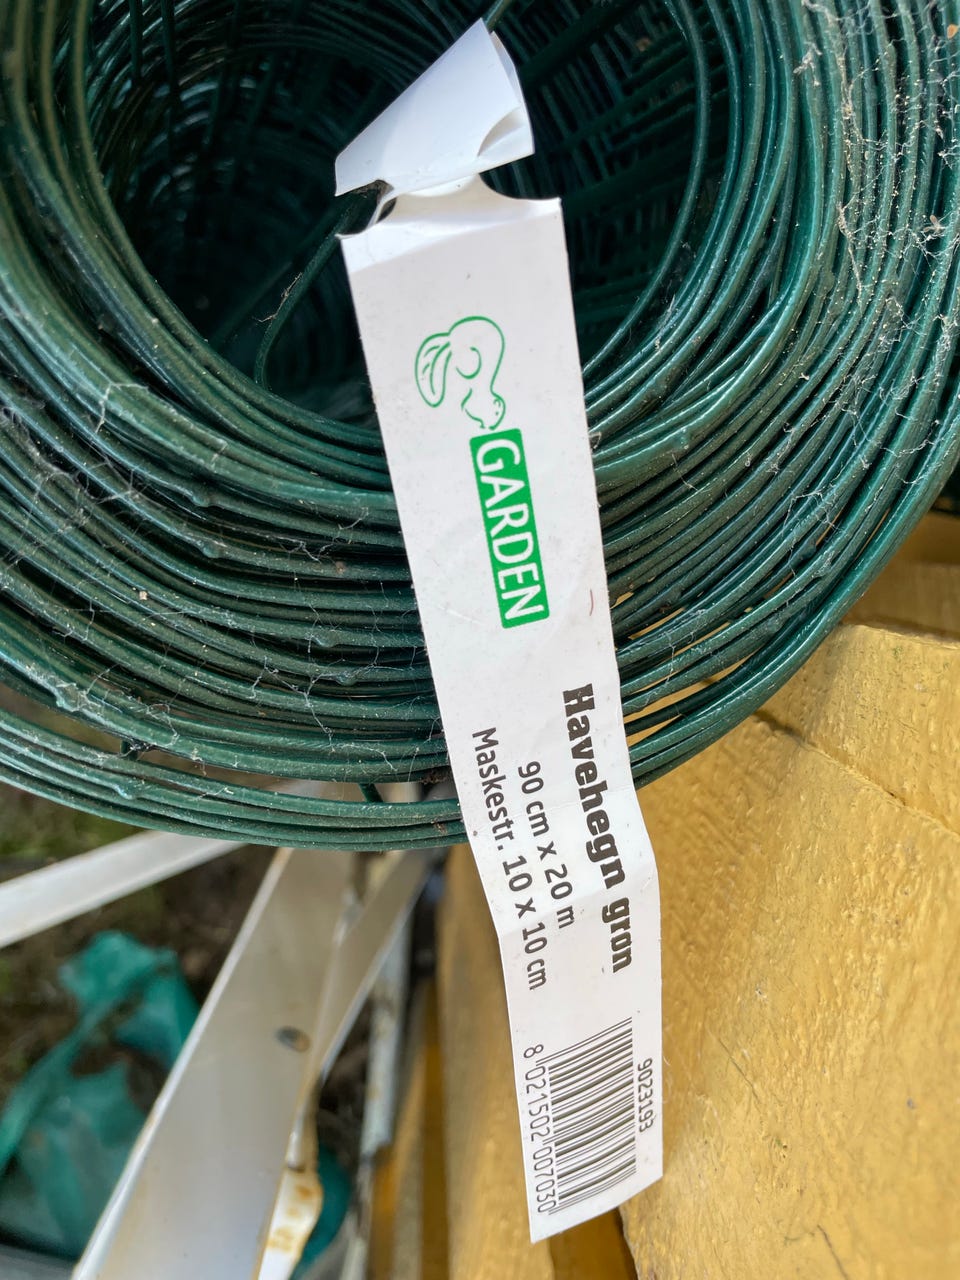 GARDEN
Havehegn grøn
90 cm x 20 m
Maskestr. 10 x 10 cm
9023193
8 021502 007030